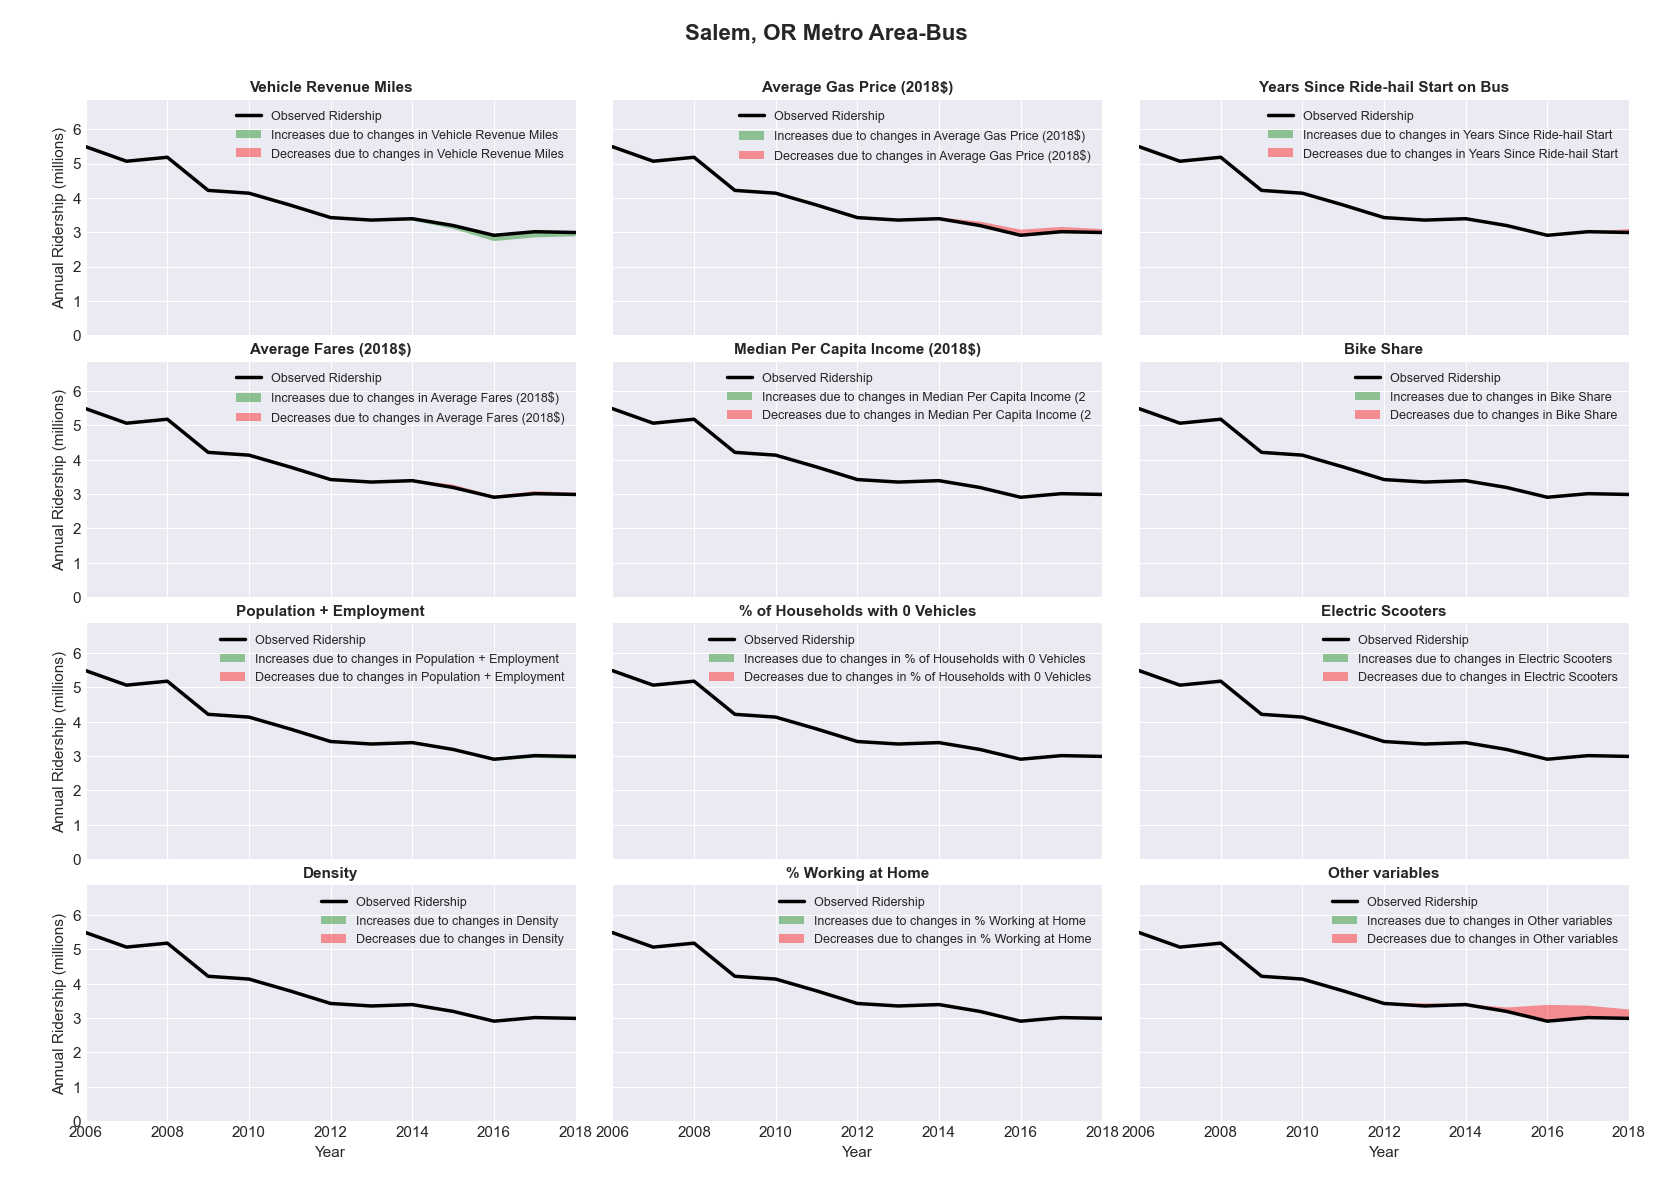 Salem, OR Metro Area-Bus
Vehicle Revenue Miles
Observed Ridership
Increases due to changes in Vehicle Revenue Miles
Decreases due to changes in Vehicle Revenue Miles
Annual Ridership (millions)
6
5
4
3
2
1
0
Average Gas Price (2018$)
Observed Ridership
Increases due to changes in Average Gas Price (2018$)
Decreases due to changes in Average Gas Price (2018$)
Years Since Ride-hail Start on Bus
Observed Ridership
Increases due to changes in Years Since Ride-hail Start
Decreases due to changes in Years Since Ride-hail Start
Average Fares (2018$)
Observed Ridership
Increases due to changes in Average Fares (2018$)
Decreases due to changes in Average Fares (2018$)
Annual Ridership (millions)
6
5
4
3
2
1
0
Median Per Capita Income (2018$)
Observed Ridership
Increases due to changes in Median Per Capita Income (2
Decreases due to changes in Median Per Capita Income (2
Bike Share
Observed Ridership
Increases due to changes in Bike Share
Decreases due to changes in Bike Share
Population + Employment
Observed Ridership
Increases due to changes in Population + Employment
Decreases due to changes in Population + Employment
Annual Ridership (millions)
6
5
4
3
2
1
0
% of Households with 0 Vehicles
Observed Ridership
Increases due to changes in % of Households with 0 Vehicles
Decreases due to changes in % of Households with 0 Vehicles
Electric Scooters
Observed Ridership
Increases due to changes in Electric Scooters
Decreases due to changes in Electric Scooters
Density
Observed Ridership
Increases due to changes in Density
Decreases due to changes in Density
Annual Ridership (millions)
6
5
4
3
2
1
0
2006 2008 2010 2012 2014 2016 2018
Year
% Working at Home
Observed Ridership
Increases due to changes in % Working at Home
Decreases due to changes in % Working at Home
2006 2008 2010 2012 2014 2016 2018
Year
Other variables
Observed Ridership
Increases due to changes in Other variables
Decreases due to changes in Other variables
2006 2008 2010 2012 2014 2016 2018
Year